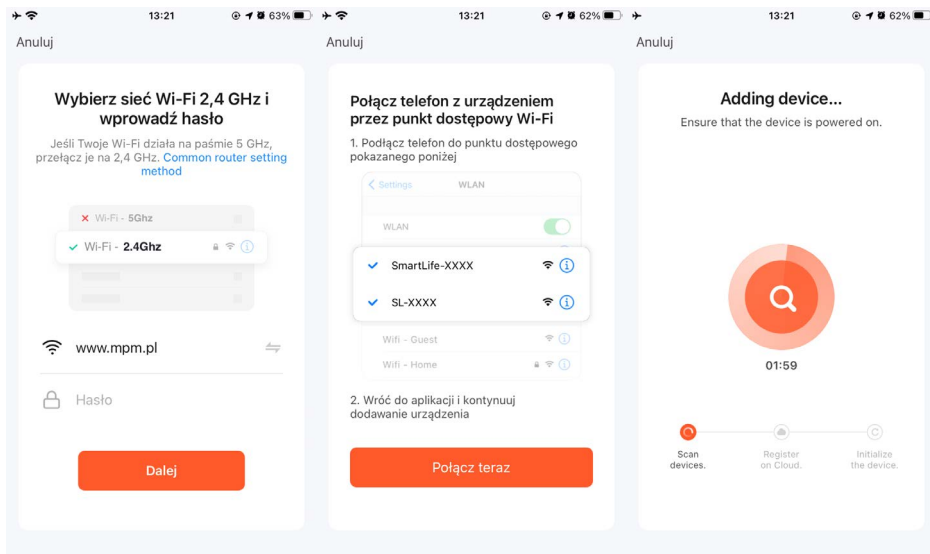 13:21
63%
Anuluj
Wybierz sieć Wi-Fi 2,4 GHz i
wprowadź hasło
Jeśli Twoje Wi-Fi działa na paśmie 5 GHz,
przełącz je na 2,4 GHz. Common router setting
method
Wi-Fi - 5Ghz
Wi-Fi - 2.4Ghz
www.mpm.pl
Hasło
Dalej
13:21
62%
Anuluj
Połącz telefon z urządzeniem
przez punkt dostępowy Wi-Fi
1. Podłącz telefon do punktu dostępowego
pokazanego poniżej
Settings WLAN
WLAN
SmartLife-XXXX
SL-XXXX
Wifi - Guest
Wifi - Home
2. Wróć do aplikacji i kontynuuj
dodawanie urządzenia
Połącz teraz
13:21
62%
Anuluj
Adding device...
Ensure that the device is powered on.
01:59
Scan
devices.
Register
on Cloud.
Initialize
the device.